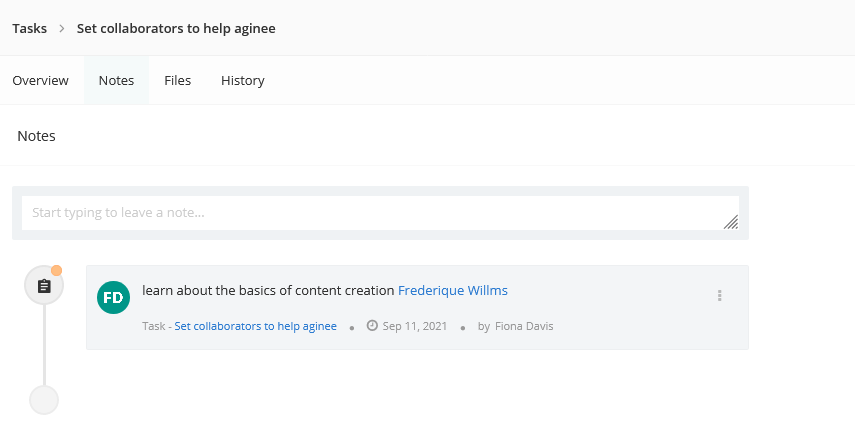 Tasks > Set collaborators to help aginee
Overview Notes Files History
Notes
Start typing to leave a note...
FD learn about the basics of content creation Frederique Willms
Task - Set collaborators to help aginee • Sep 11, 2021 • by Fiona Davis